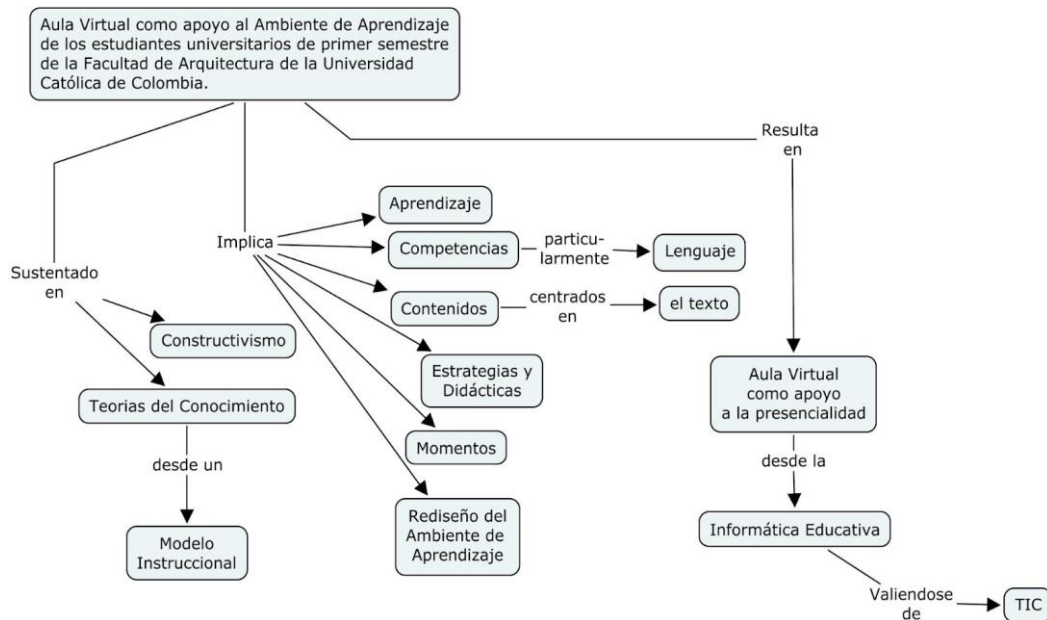 Aula Virtual como apoyo al Ambiente de Aprendizaje
de los estudiantes universitarios de primer semestre
de la Facultad de Arquitectura de la Universidad
Católica de Colombia.
Resulta
en
Aprendizaje
Implica
Competencias
particu-
larmente
Lenguaje
Sustentado
en
Contenidos
centrados
en
el texto
Constructivismo
Estrategias y
Didácticas
Aula Virtual
como apoyo
a la presencialidad
Teorias del Conocimiento
Momentos
desde un
desde la
Rediseño del
Ambiente de
Aprendizaje
Informática Educativa
Modelo
Instruccional
Valiendose
de
TIC